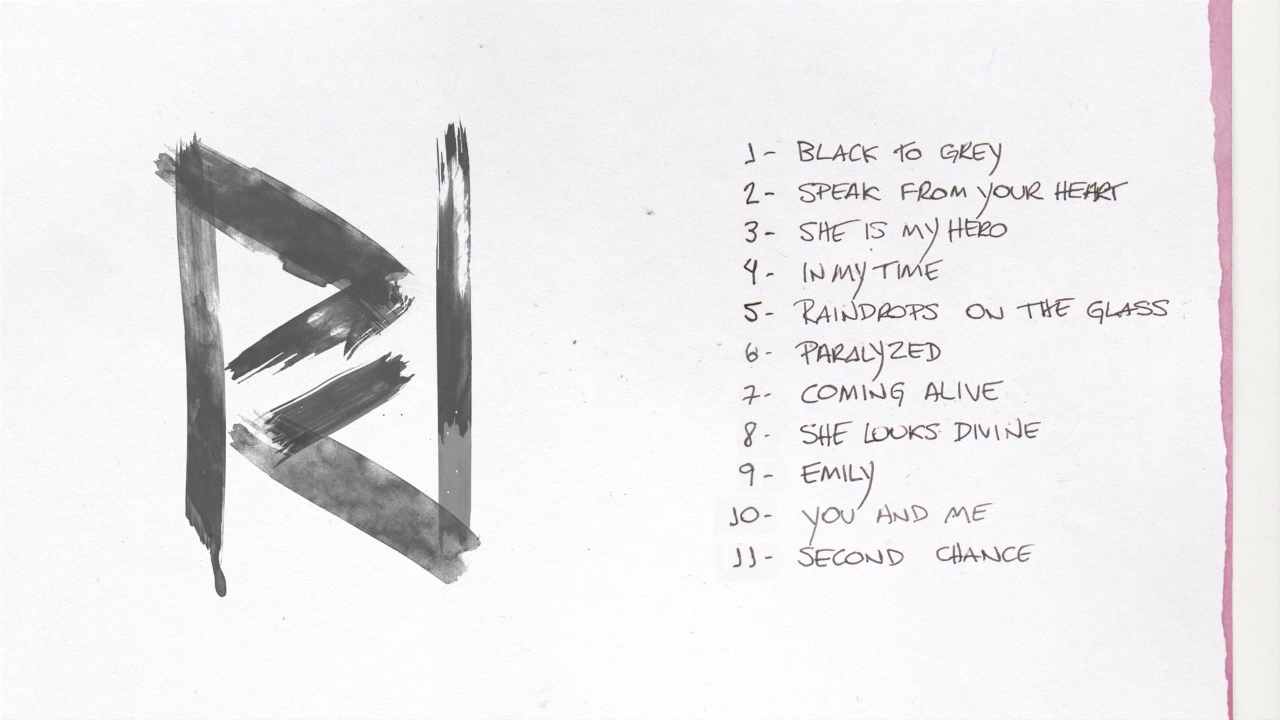 1- BLACK TO GREY
2- SPEAK FROM YOUR HEART
3- SHE IS MY HERO
4- IN MY TIME
5- RAINDROPS ON THE GLASS
6- PARALYZED
7- COMING ALIVE
8- SHE LOOKS DIVINE
9- EMILY
10- YOU AND ME
11- SECOND CHANCE